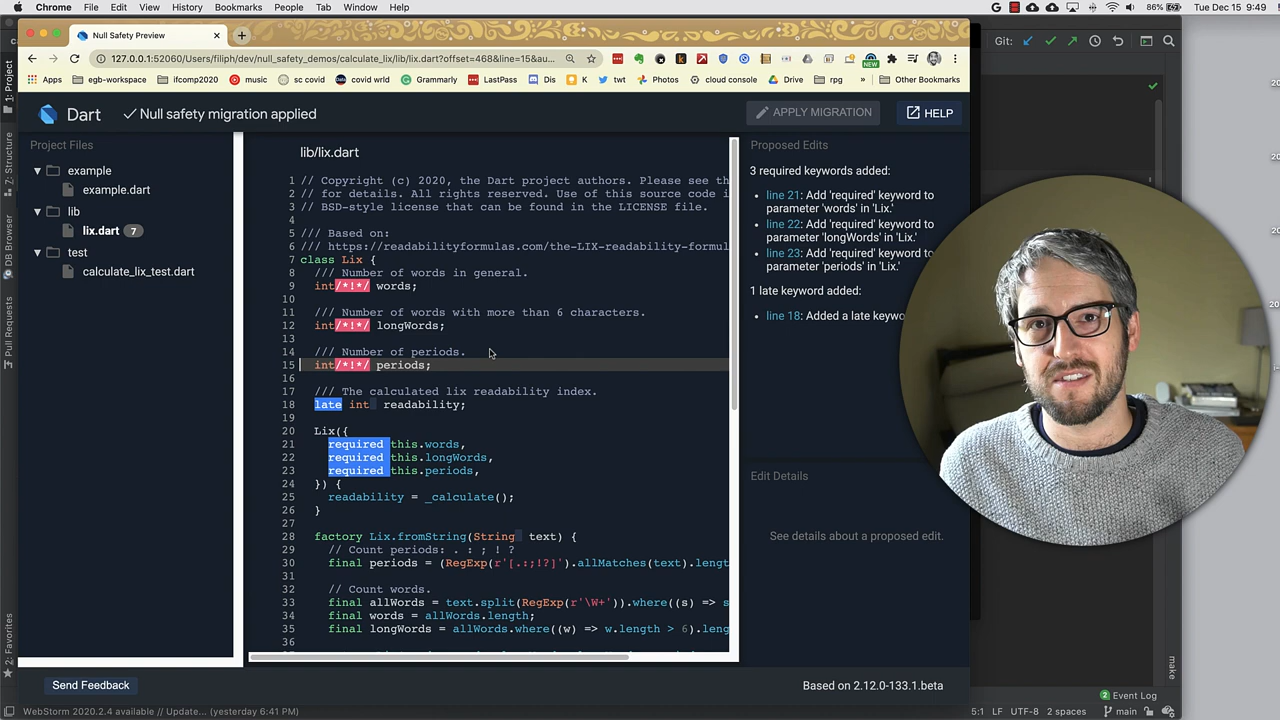 Chrome File Edit View History Bookmarks People Tab Window Help
86% Tue Dec 15 9:49
Null Safety Preview
127.0.0.1:52060/Users/filiph/dev/null_safety_demos/calculate_lix/lib/lix.dart?offset=468&line=15&au...
NEW
Apps egb-workspace ifcomp2020 music sc covid covid wrld Grammarly LastPass Dis K twt Photos cloud console Drive rpg » Other Bookmarks
Git:
Dart Null safety migration applied APPLY MIGRATION HELP
Project Files
example
example.dart
lib
lix.dart 7
test
calculate_lix_test.dart
lib/lix.dart
1 // Copyright (c) 2020, the Dart project authors. Please see th
2 // for details. All rights reserved. Use of this source code i
3 // BSD-style license that can be found in the LICENSE file.
4
5 /// Based on:
6 /// https://readabilityformulas.com/the-LIX-readability-formul
7 class Lix {
8 /// Number of words in general.
9 int/*!*/ words;
10
11 /// Number of words with more than 6 characters.
12 int/*!*/ longWords;
13
14 /// Number of periods.
15 int/*!*/ periods;
16
17 /// The calculated lix readability index.
18 late int readability;
19
20 Lix({
21 required this.words,
22 required this.longWords,
23 required this.periods,
24 }) {
25 readability = _calculate();
26 }
27
28 factory Lix.fromString(String text) {
29 // Count periods: . : ; ! ?
30 final periods = (RegExp(r'[.:;!?]').allMatches(text).lengt
31
32 // Count words.
33 final allWords = text.split(RegExp(r'\W+')).where((s) => s
34 final words = allWords.length;
35 final longWords = allWords.where((w) => w.length > 6).leng
36
Proposed Edits
3 required keywords added:
• line 21: Add 'required' keyword to
parameter 'words' in 'Lix.'
• line 22: Add 'required' keyword to
parameter 'longWords' in 'Lix.'
• line 23: Add 'required' keyword to
parameter 'periods' in 'Lix.'
1 late keyword added:
• line 18: Added a late keywo
Edit Details
See details about a proposed edit.
Send Feedback
Based on 2.12.0-133.1.beta
1: Project
7: Structure
DB Browser
Pull Requests
2: Favorites
make
Event Log
WebStorm 2020.2.4 available // Update... (yesterday 6:41 PM)
5:1 LF UTF-8 2 spaces main